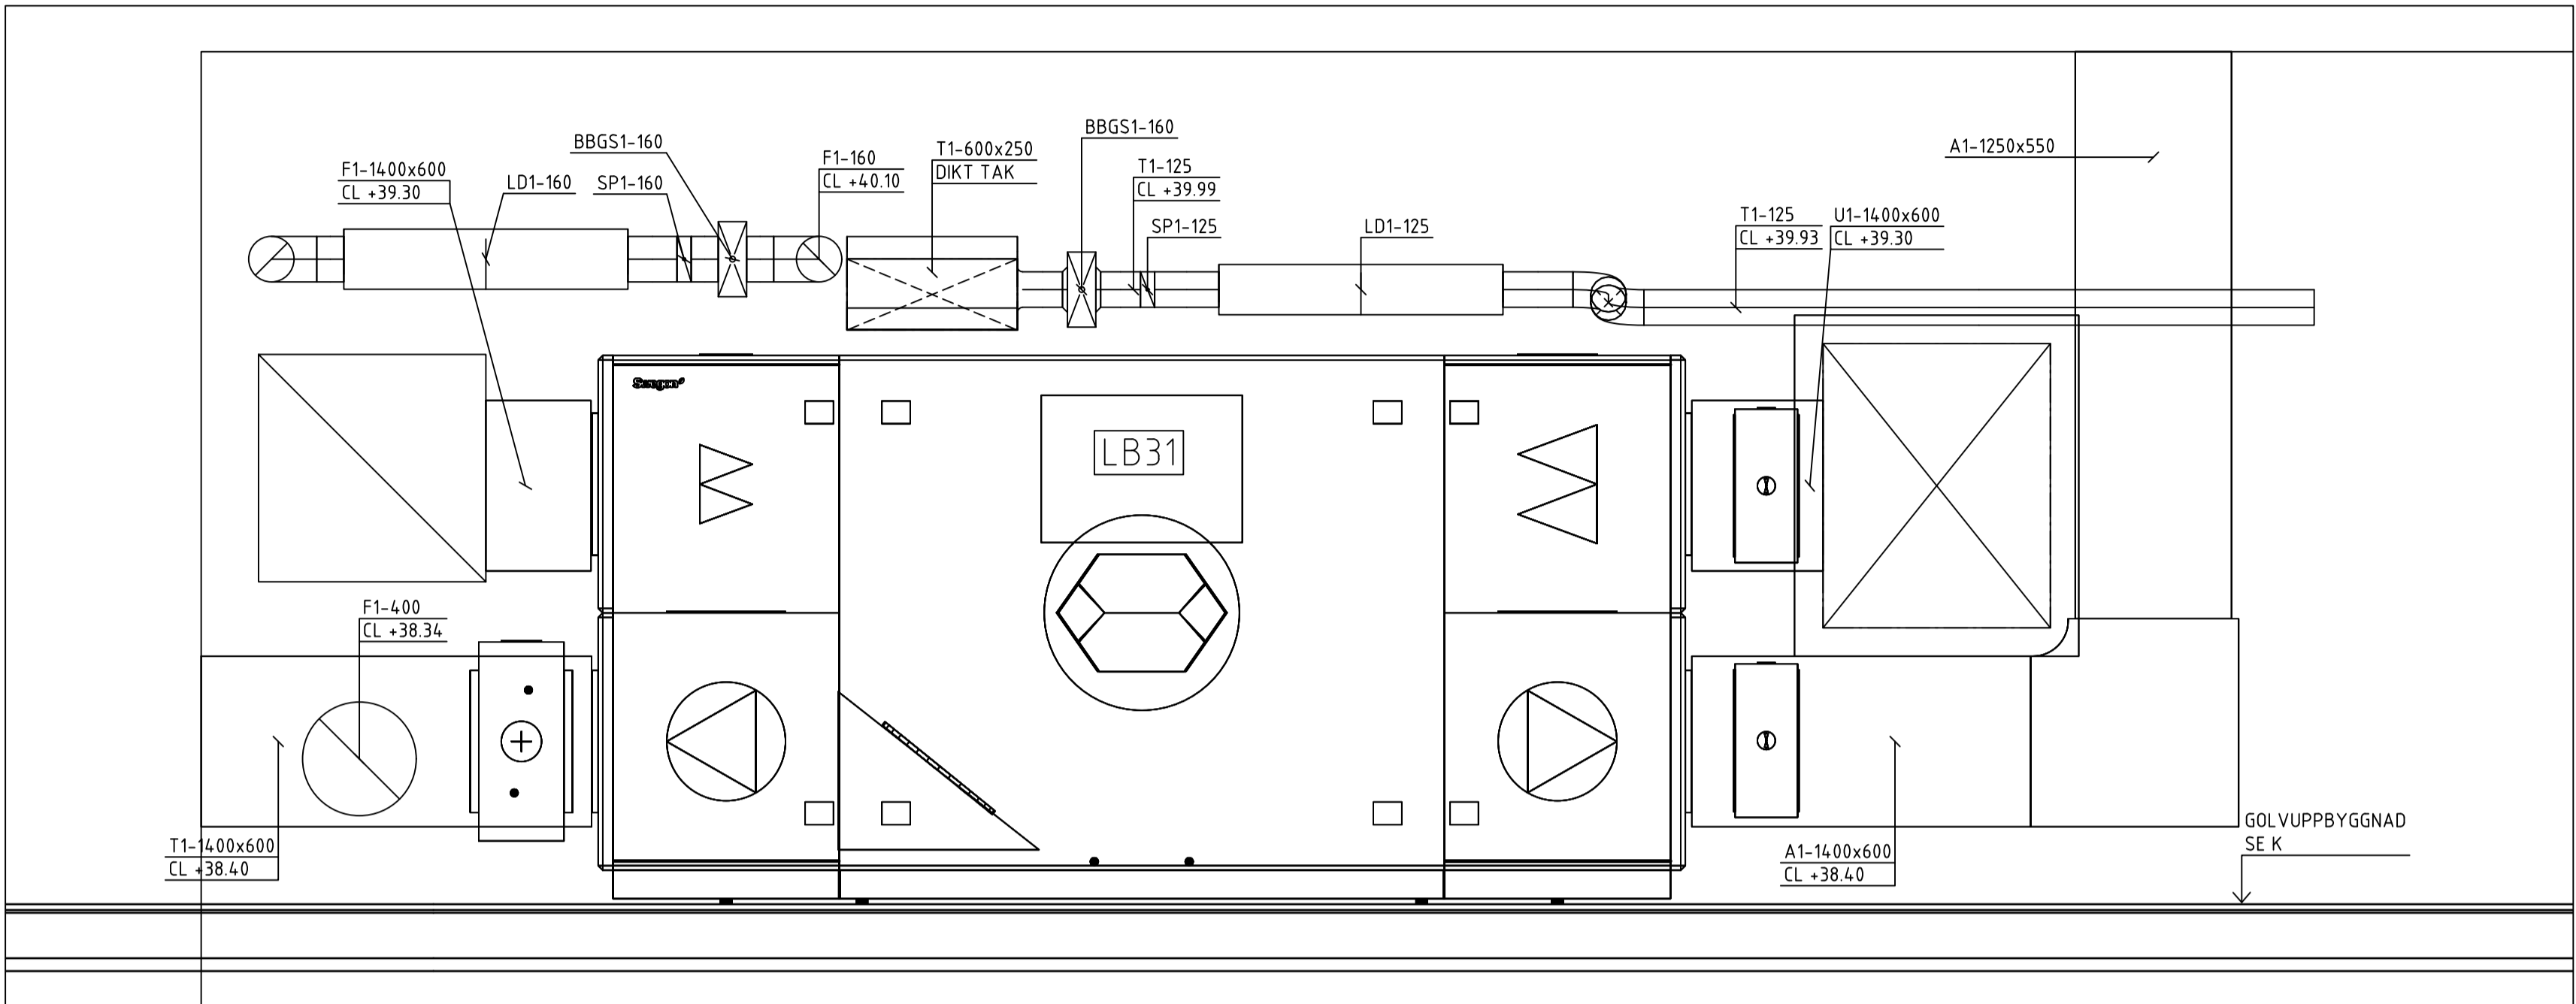 BBGS1-160
BBGS1-160
F1-1400x600
CL +39.30
LD1-160
SP1-160
F1-160
CL +40.10
T1-600x250
DIKT TAK
T1-125
CL +39.99
SP1-125
LD1-125
T1-125
CL +39.93
U1-1400x600
CL +39.30
A1-1250x550
Swegon
LB31
F1-400
CL +38.34
T1-1400x600
CL +38.40
A1-1400x600
CL +38.40
GOLVUPPBYGGNAD
SE K